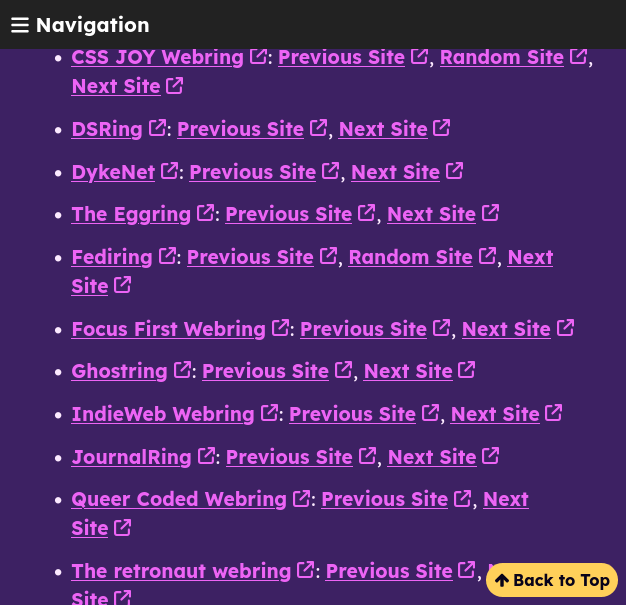 Navigation
CSS JOY Webring: Previous Site, Random Site,
Next Site
DSRing: Previous Site, Next Site
DykeNet: Previous Site, Next Site
The Eggring: Previous Site, Next Site
Fediring: Previous Site, Random Site, Next
Site
Focus First Webring: Previous Site, Next Site
Ghostring: Previous Site, Next Site
IndieWeb Webring: Previous Site, Next Site
JournalRing: Previous Site, Next Site
Queer Coded Webring: Previous Site, Next
Site
The retronaut webring: Previous Site,
Site
Back to Top